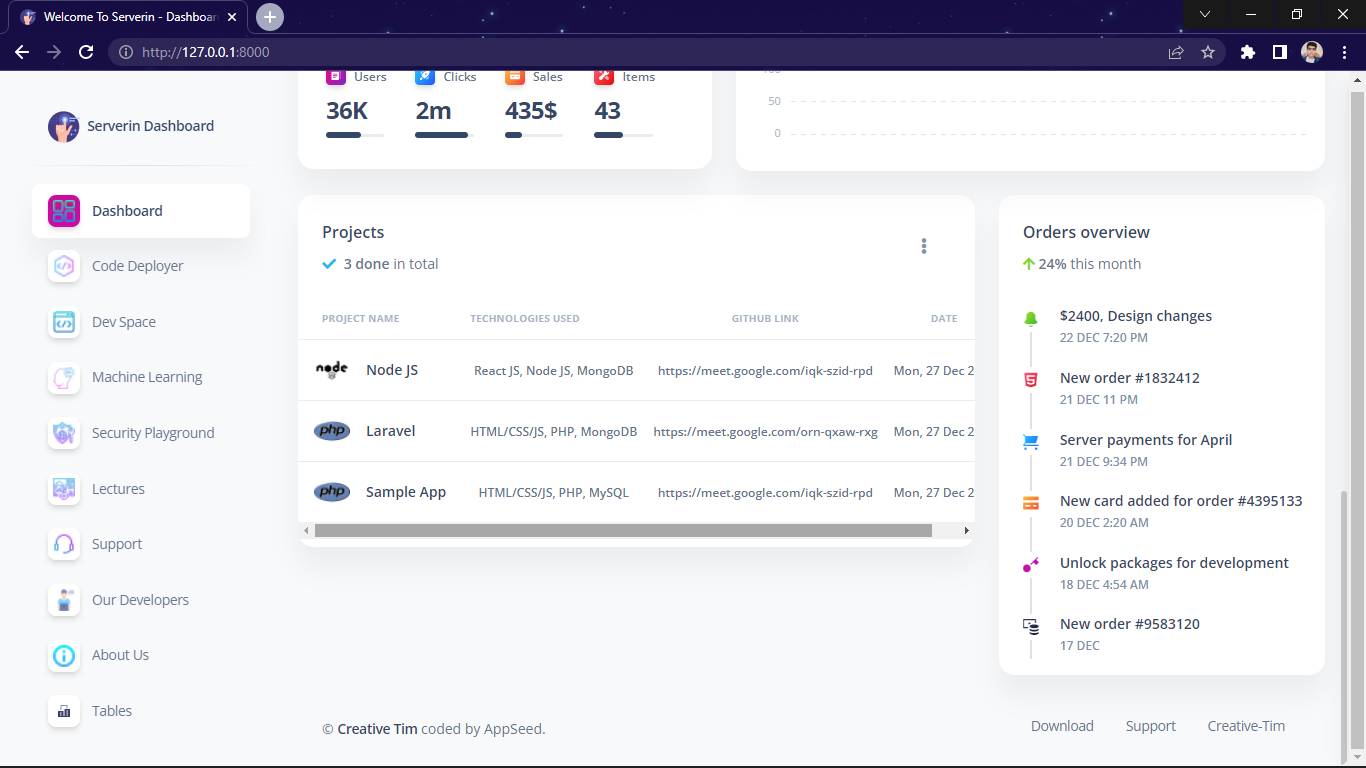 Welcome To Serverin - Dashboar
http://127.0.0.1:8000
Serverin Dashboard
Dashboard
Code Deployer
Dev Space
Machine Learning
Security Playground
Lectures
Support
Our Developers
About Us
Tables
Users Clicks Sales Items
36K 2m 435$ 43
100
50
0
Projects
3 done in total
PROJECT NAME TECHNOLOGIES USED GITHUB LINK DATE
node Node JS React JS, Node JS, MongoDB https://meet.google.com/iqk-szid-rpd Mon, 27 Dec 2
php Laravel HTML/CSS/JS, PHP, MongoDB https://meet.google.com/orn-qxaw-rxg Mon, 27 Dec 2
php Sample App HTML/CSS/JS, PHP, MySQL https://meet.google.com/iqk-szid-rpd Mon, 27 Dec 2
Orders overview
24% this month
$2400, Design changes
22 DEC 7:20 PM
New order #1832412
21 DEC 11 PM
Server payments for April
21 DEC 9:34 PM
New card added for order #4395133
20 DEC 2:20 AM
Unlock packages for development
18 DEC 4:54 AM
New order #9583120
17 DEC
© Creative Tim coded by AppSeed.
Download Support Creative-Tim